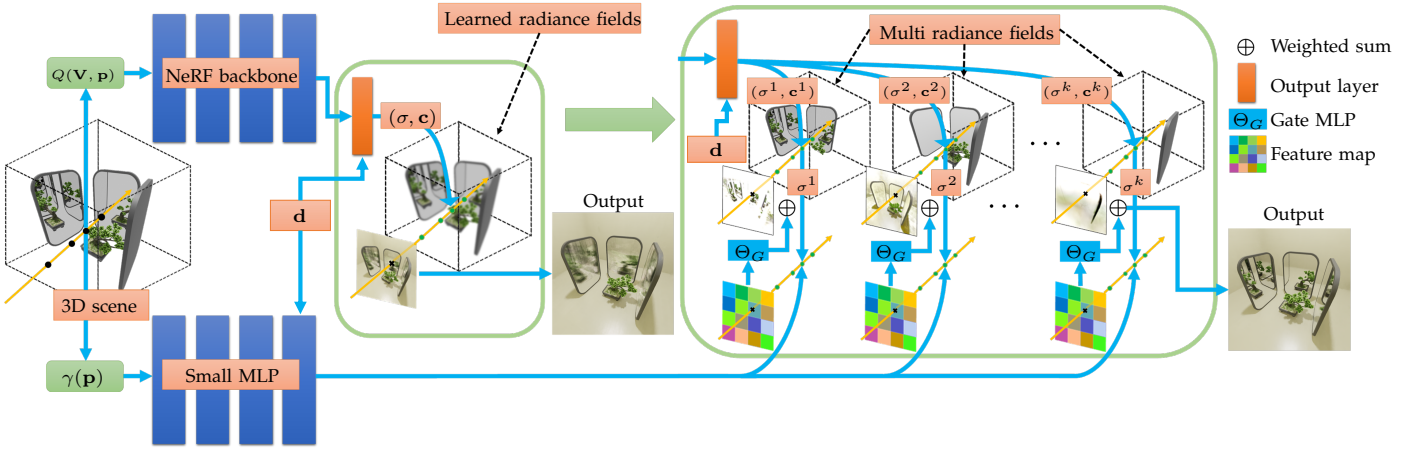 Learned radiance fields
Q(V, p)
NeRF backbone
(σ, c)
d
3D scene
γ(p)
Small MLP
Output
Multi radiance fields
(σ¹, c¹)
(σ², c²)
(σᵏ, cᵏ)
d
σ¹
σ²
σᵏ
. . .
. . .
Θ_G
Θ_G
Θ_G
Output
⊕ Weighted sum
Output layer
Θ_G Gate MLP
Feature map